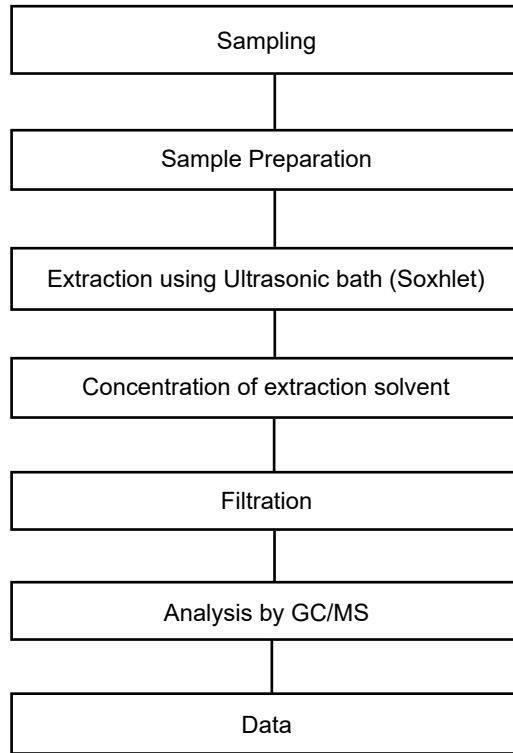 Sampling
Sample Preparation
Extraction using Ultrasonic bath (Soxhlet)
Concentration of extraction solvent
Filtration
Analysis by GC/MS
Data